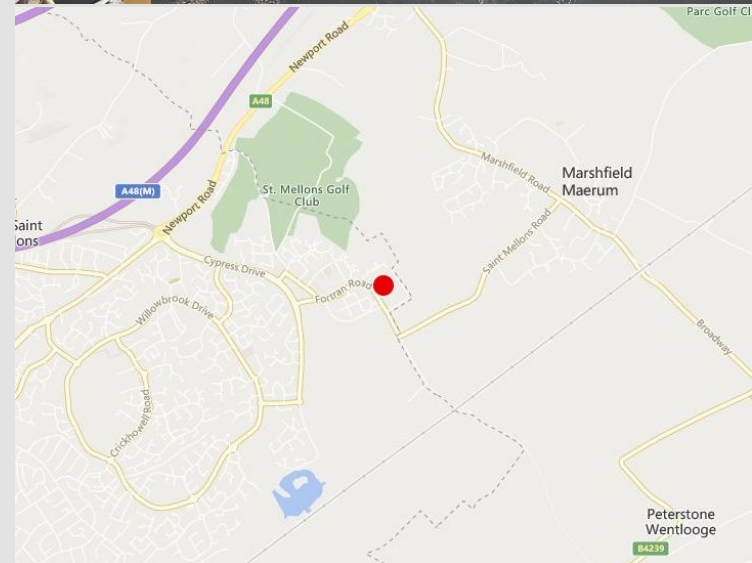 Parc Golf Cl
Newport Road
A48
Marshfield Road
Marshfield
Maerum
A48(M)
St. Mellons Golf
Club
Newport Road
Saint
ons
Saint Mellons Road
Cypress Drive
Fortran Road
Willowbrook Drive
Broadway
Crickhowell Road
Peterstone
Wentlooge
B4239